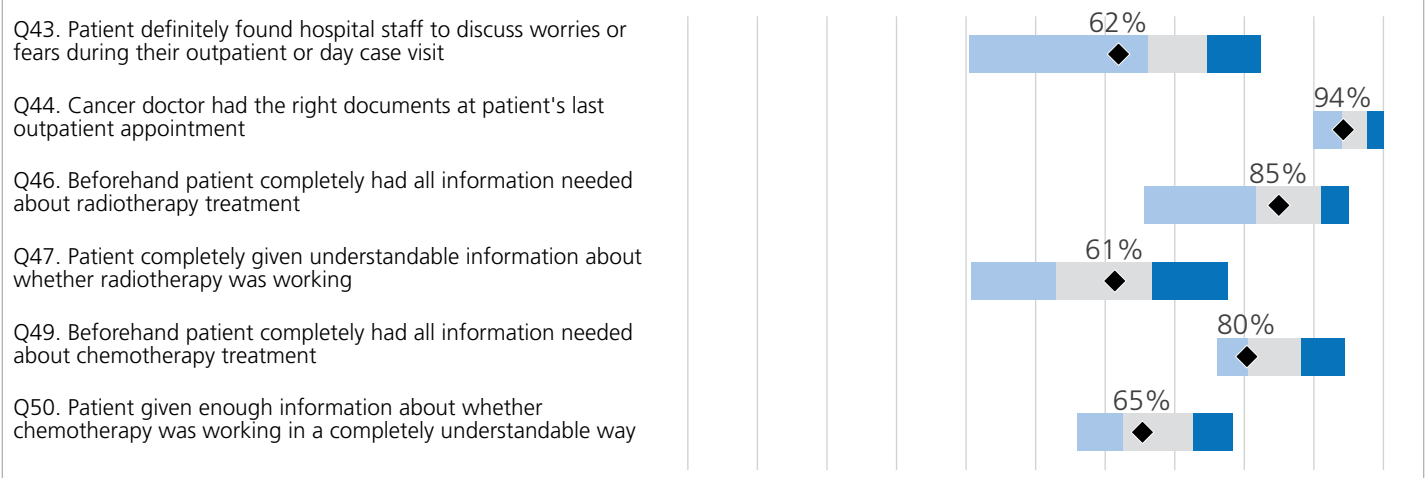 Q43. Patient definitely found hospital staff to discuss worries or
fears during their outpatient or day case visit
62%
Q44. Cancer doctor had the right documents at patient's last
outpatient appointment
94%
Q46. Beforehand patient completely had all information needed
about radiotherapy treatment
85%
Q47. Patient completely given understandable information about
whether radiotherapy was working
61%
Q49. Beforehand patient completely had all information needed
about chemotherapy treatment
80%
Q50. Patient given enough information about whether
chemotherapy was working in a completely understandable way
65%